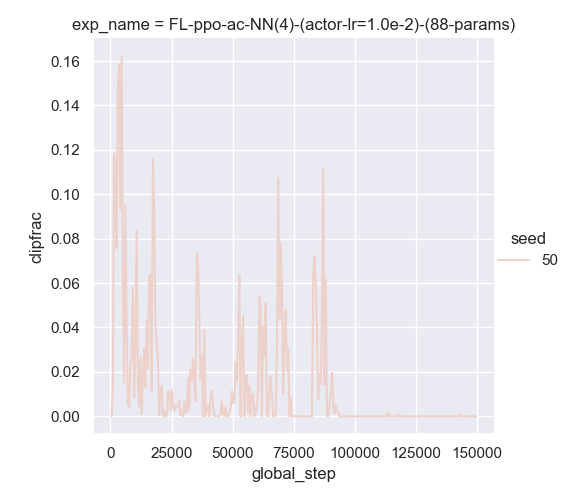 exp_name = FL-ppo-ac-NN(4)-(actor-lr=1.0e-2)-(88-params)
0.16
0.14
0.12
0.10
0.08
0.06
0.04
0.02
0.00
clipfrac
0 25000 50000 75000 100000 125000 150000
global_step
seed
50